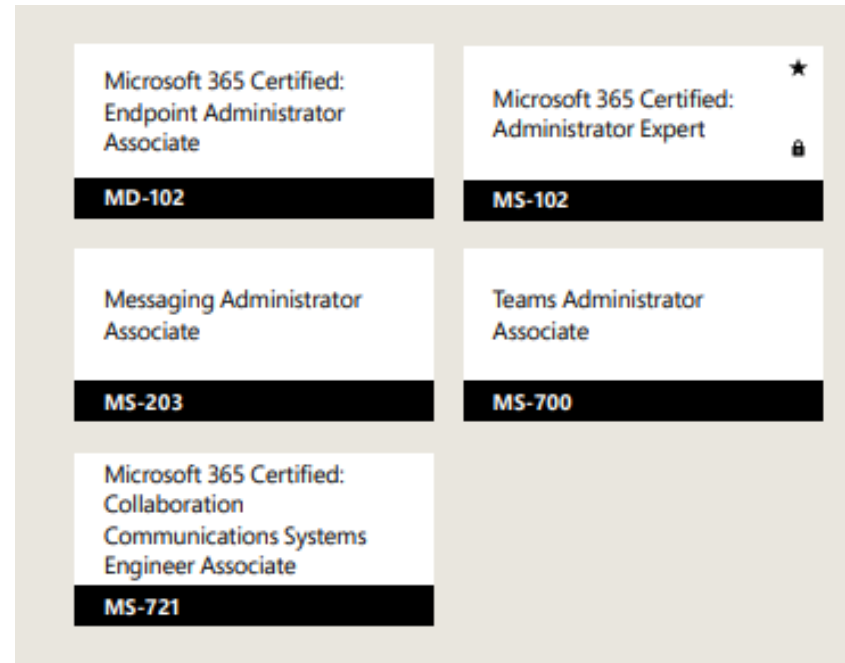 Microsoft 365 Certified:
Endpoint Administrator
Associate
MD-102
Microsoft 365 Certified:
Administrator Expert
MS-102
Messaging Administrator
Associate
MS-203
Teams Administrator
Associate
MS-700
Microsoft 365 Certified:
Collaboration
Communications Systems
Engineer Associate
MS-721